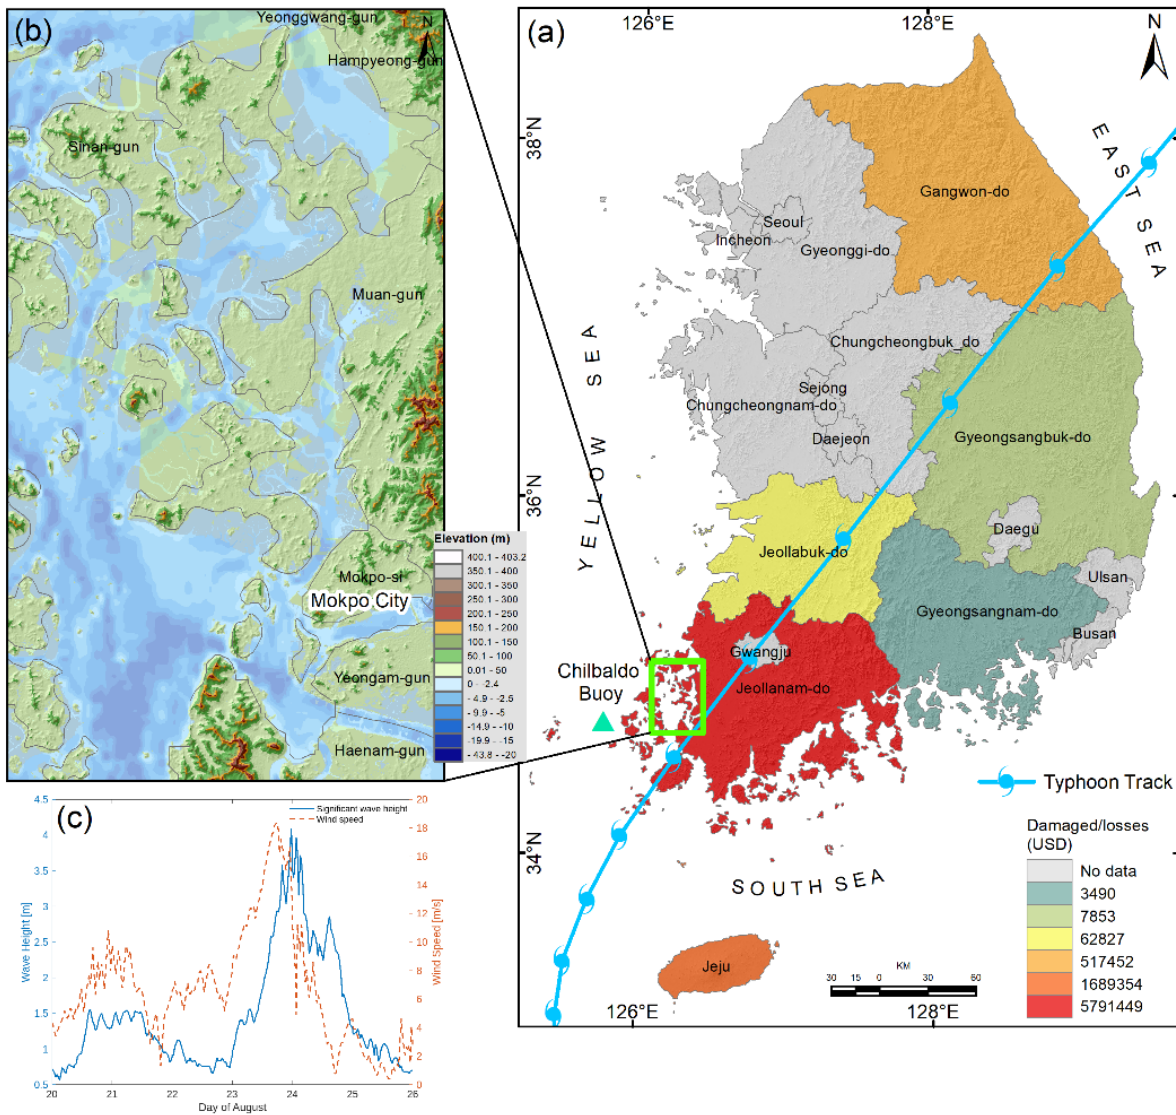 (b)
Yeonggwang-gun
N
Hampyeong-gun
Sinan-gun
Muan-gun
Mokpo-si
Mokpo City
Yeongam-gun
Haenam-gun
Elevation (m)
400.1 - 403.2
350.1 - 400
300.1 - 350
250.1 - 300
200.1 - 250
150.1 - 200
100.1 - 150
50.1 - 100
0.01 - 50
0 - -2.4
- 4.9 - -2.5
- 9.9 - -5
- 14.9 - -10
- 19.9 - -15
- 43.8 - -20
(a)
126°E
128°E
N
38°N
36°N
34°N
EAST SEA
YELLOW SEA
SOUTH SEA
Gangwon-do
Seoul
Incheon
Gyeonggi-do
Chungcheongbuk_do
Sejong
Chungcheongnam-do
Daejeon
Gyeongsangbuk-do
Daegu
Jeollabuk-do
Ulsan
Gyeongsangnam-do
Busan
Gwangju
Jeollanam-do
Chilbaldo
Buoy
Jeju
Typhoon Track
Damaged/losses
(USD)
No data
3490
7853
62827
517452
1689354
5791449
KM
30 15 0 30 60
126°E
128°E
(c)
Significant wave height
Wind speed
Wave Height [m]
4.5
4
3.5
3
2.5
2
1.5
1
0.5
Wind Speed [m/s]
20
18
16
14
12
10
8
6
4
2
0
20 21 22 23 24 25 26
Day of August